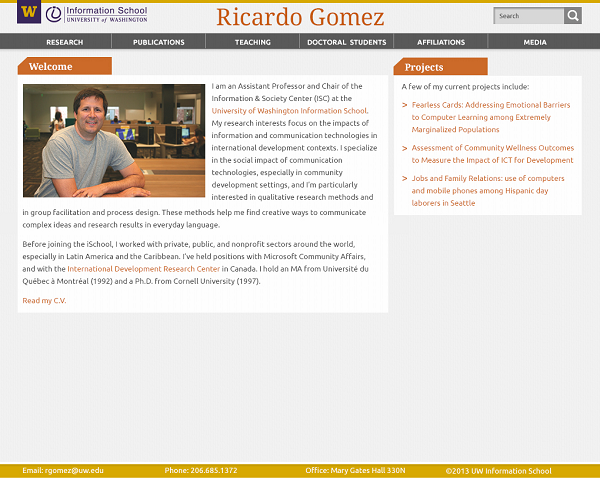 W Information School
UNIVERSITY of WASHINGTON
Ricardo Gomez
Search
RESEARCH PUBLICATIONS TEACHING DOCTORAL STUDENTS AFFILIATIONS MEDIA
Welcome
I am an Assistant Professor and Chair of the
Information & Society Center (ISC) at the
University of Washington Information School.
My research interests focus on the impacts of
information and communication technologies in
international development contexts. I specialize
in the social impact of communication
technologies, especially in community
development settings, and I'm particularly
interested in qualitative research methods and
in group facilitation and process design. These methods help me find creative ways to communicate
complex ideas and research results in everyday language.
Before joining the iSchool, I worked with private, public, and nonprofit sectors around the world,
especially in Latin America and the Caribbean. I've held positions with Microsoft Community Affairs,
and with the International Development Research Center in Canada. I hold an MA from Université du
Québec à Montréal (1992) and a Ph.D. from Cornell University (1997).
Read my C.V.
Projects
A few of my current projects include:
> Fearless Cards: Addressing Emotional Barriers
to Computer Learning among Extremely
Marginalized Populations
> Assessment of Community Wellness Outcomes
to Measure the Impact of ICT for Development
> Jobs and Family Relations: use of computers
and mobile phones among Hispanic day
laborers in Seattle
Email: rgomez@uw.edu Phone: 206.685.1372 Office: Mary Gates Hall 330N ©2013 UW Information School